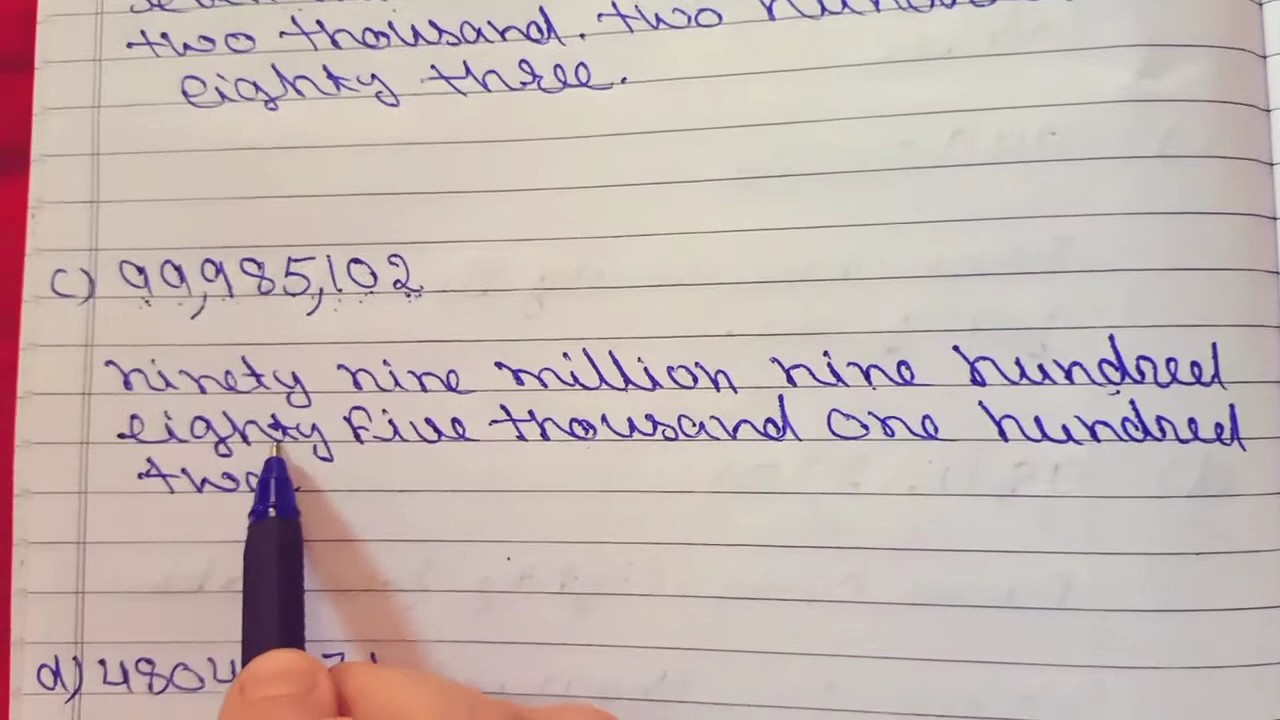 two thousand. two
eighty three.
c) 99,985,102
ninety nine million nine hundred
eighty five thousand one hundred
two.
d) 4804